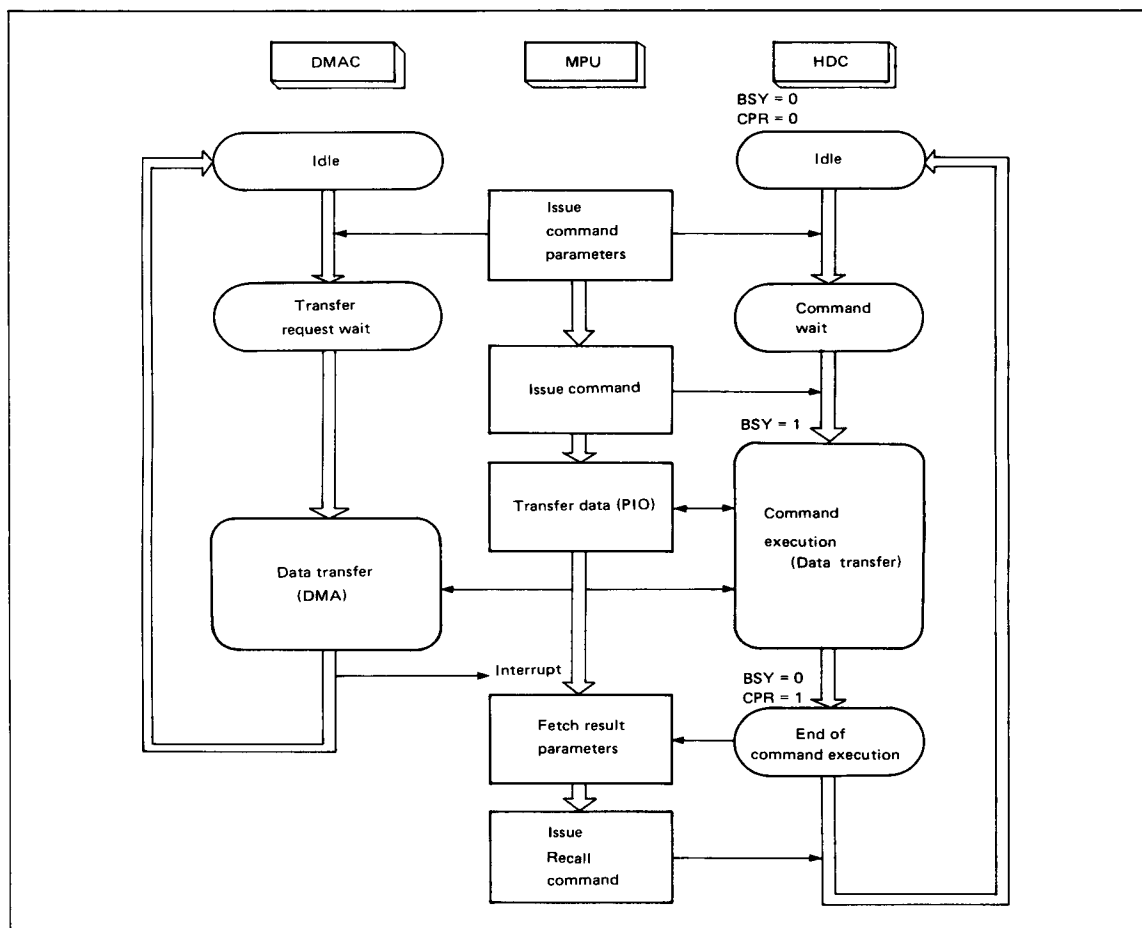 DMAC
MPU
HDC
BSY = 0
CPR = 0
Idle
Idle
Issue
command
parameters
Transfer
request wait
Command
wait
Issue command
BSY = 1
Transfer data (PIO)
Command
execution
(Data transfer)
Data transfer
(DMA)
Interrupt
BSY = 0
CPR = 1
Fetch result
parameters
End of
command execution
Issue
Recall
command